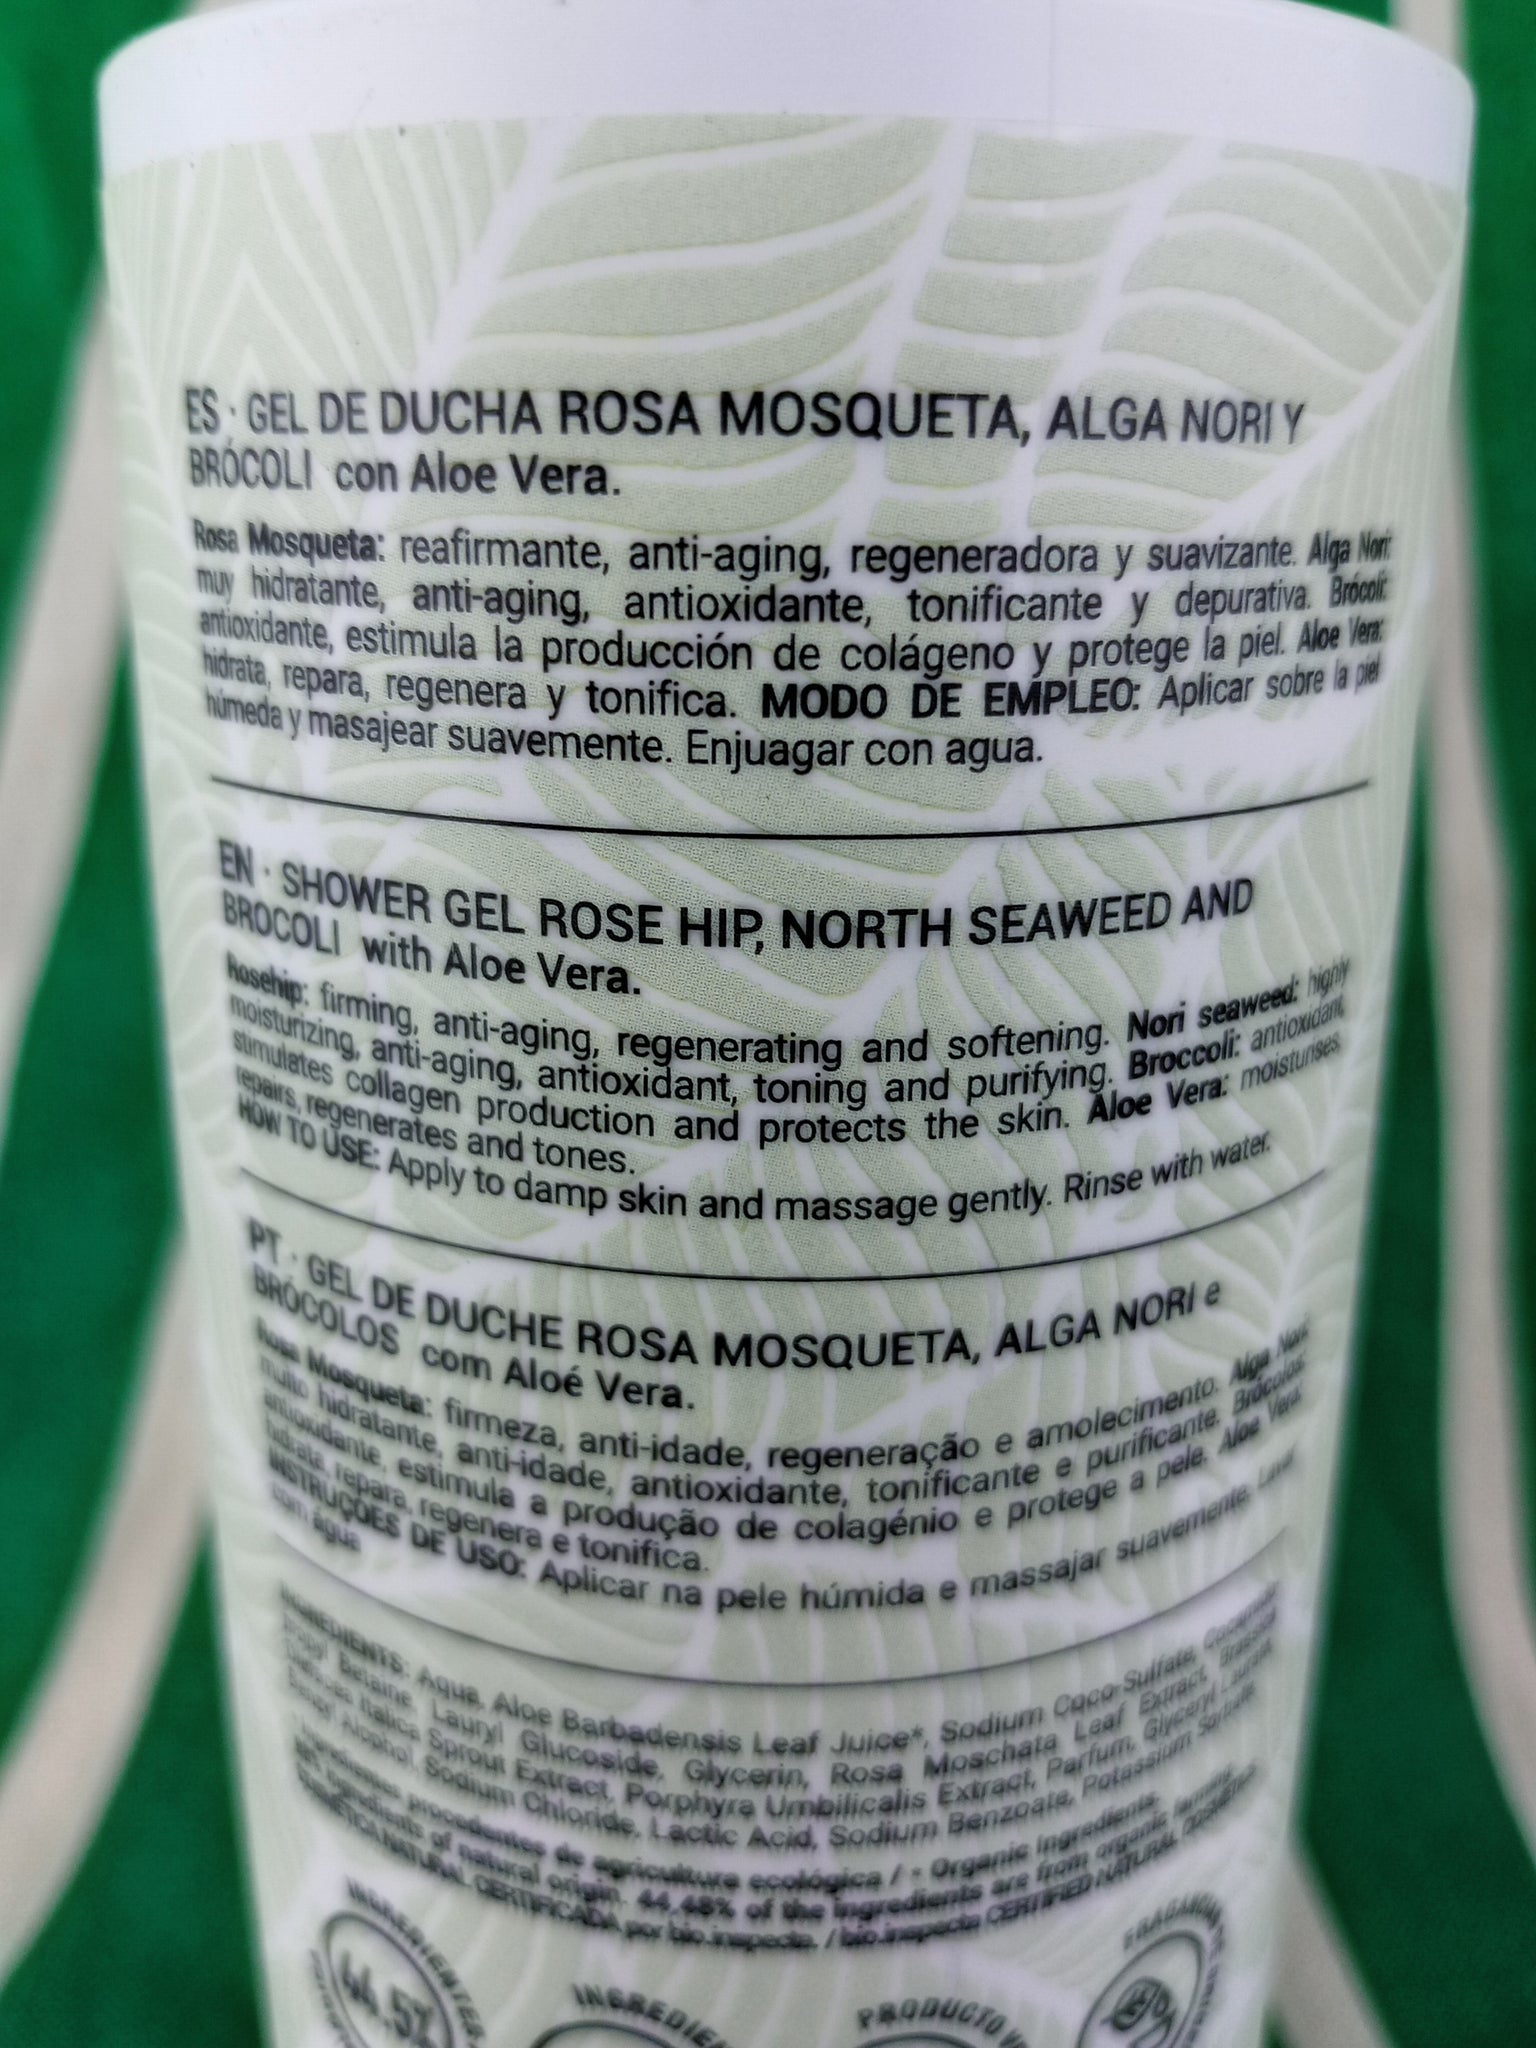 ES · GEL DE DUCHA ROSA MOSQUETA, ALGA NORI Y
BRÓCOLI con Aloe Vera.
Rosa Mosqueta: reafirmante, anti-aging, regeneradora y suavizante. Alga Nori:
muy hidratante, anti-aging, antioxidante, tonificante y depurativa. Brócoli:
antioxidante, estimula la producción de colágeno y protege la piel. Aloe Vera:
hidrata, repara, regenera y tonifica. MODO DE EMPLEO: Aplicar sobre la piel
húmeda y masajear suavemente. Enjuagar con agua.
EN · SHOWER GEL ROSE HIP, NORTH SEAWEED AND
BROCOLI with Aloe Vera.
Rosehip: firming, anti-aging, regenerating and softening. Nori seaweed: highly
moisturizing, anti-aging, antioxidant, toning and purifying. Broccoli: antioxidant,
stimulates collagen production and protects the skin. Aloe Vera: moisturises,
repairs, regenerates and tones.
HOW TO USE: Apply to damp skin and massage gently. Rinse with water.
PT · GEL DE DUCHE ROSA MOSQUETA, ALGA NORI e
BRÓCOLOS com Aloé Vera.
Rosa Mosqueta: firmeza, anti-idade, regeneração e amolecimento. Alga Nori:
muito hidratante, anti-idade, antioxidante, tonificante e purificante. Brócolos:
antioxidante, estimula a produção de colagénio e protege a pele. Aloe Vera:
hidrata, repara, regenera e tonifica.
INSTRUÇÕES DE USO: Aplicar na pele húmida e massajar suavemente. Lavar
com água
INGREDIENTS: Aqua, Aloe Barbadensis Leaf Juice*, Sodium Coco-Sulfate,
Betaine, Lauryl Glucoside, Glycerin, Rosa Moschata Leaf Extract, Brassica
Oleracea Italica Sprout Extract, Porphyra Umbilicalis Extract, Parfum, Glyceryl Laurate,
Benzyl Alcohol, Sodium Chloride, Lactic Acid, Sodium Benzoate, Potassium Sorbate.
procedentes de agricultura ecológica / * Organic Ingredients.
ingredients of natural origin. 44,48% of the ingredients are from organic farming.
COSMÉTICA NATURAL CERTIFICADA por bio.inspecta. / bio.inspecta CERTIFIED NATURAL COSMETIC
INGREDIENTES
44,5%
INGREDIE
PRODUCTO